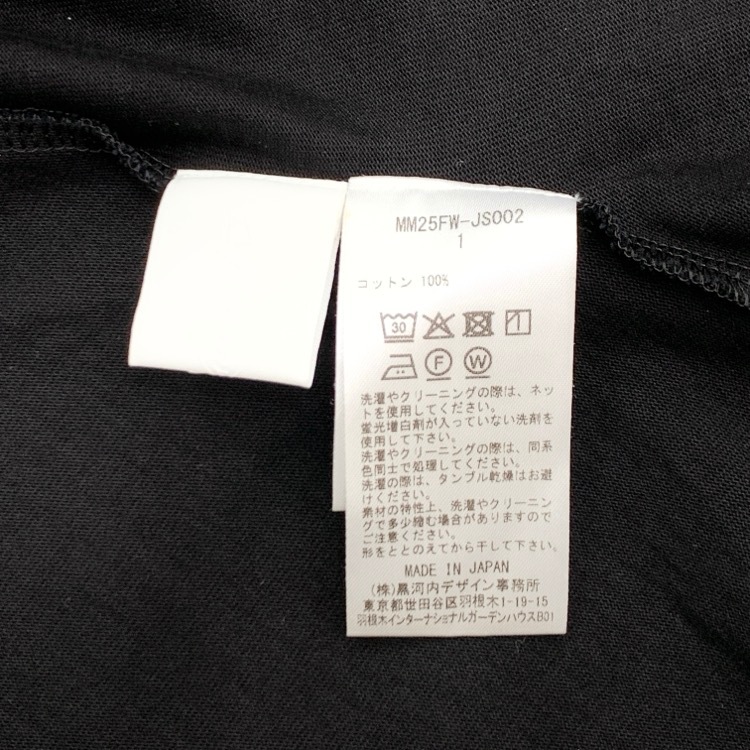 MM25FW-JS002
1
コットン 100%
30
F W
洗濯やクリーニングの際は、ネッ
トを使用してください。
蛍光増白剤が入っていない洗剤を
使用して下さい。
洗濯やクリーニングの際は、同系
色同士で処理してください。
洗濯の際は、タンブル乾燥はお避
けください。
素材の特性上、洗濯やクリーニン
グで多少縮む場合がありますので
ご注意ください。
形をととのえてから干して下さい。
MADE IN JAPAN
(株)黒河内デザイン事務所
東京都世田谷区羽根木1-19-15
羽根木インターナショナルガーデンハウスB01